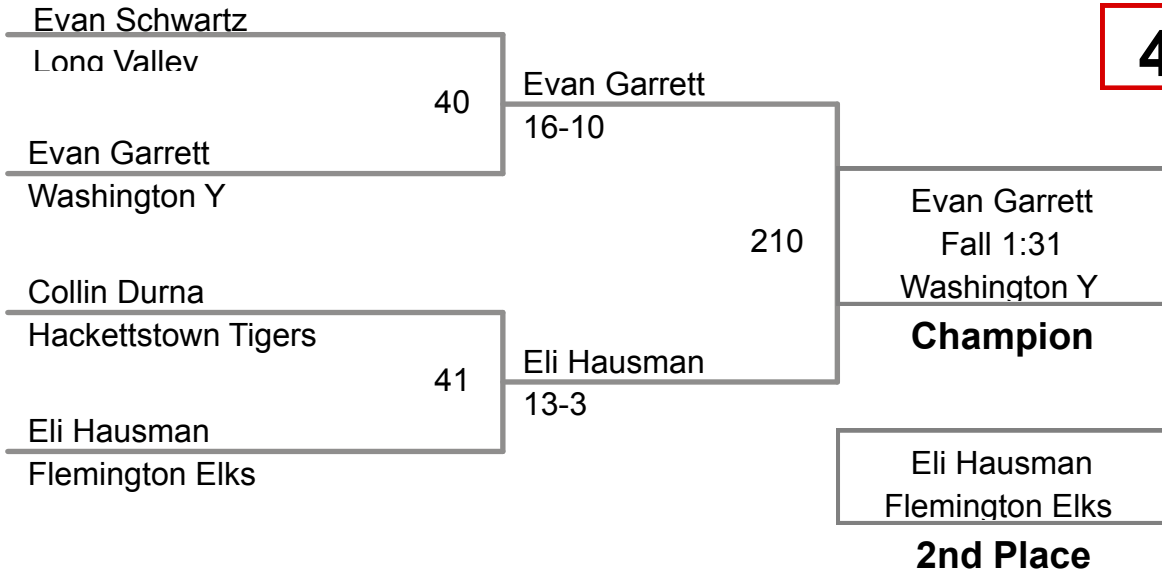 Evan Schwartz
Long Valley
40
Evan Garrett
Washington Y
Evan Garrett
16-10
Collin Durna
Hackettstown Tigers
41
Eli Hausman
Flemington Elks
Eli Hausman
13-3
210
4
Evan Garrett
Fall 1:31
Washington Y
Champion
Eli Hausman
Flemington Elks
2nd Place